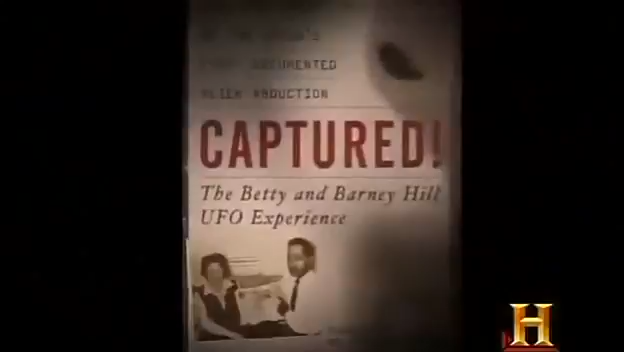 DOCUMENTED
ALIEN ABDUCTION
CAPTURED!
The Betty and Barney Hill
UFO Experience
H